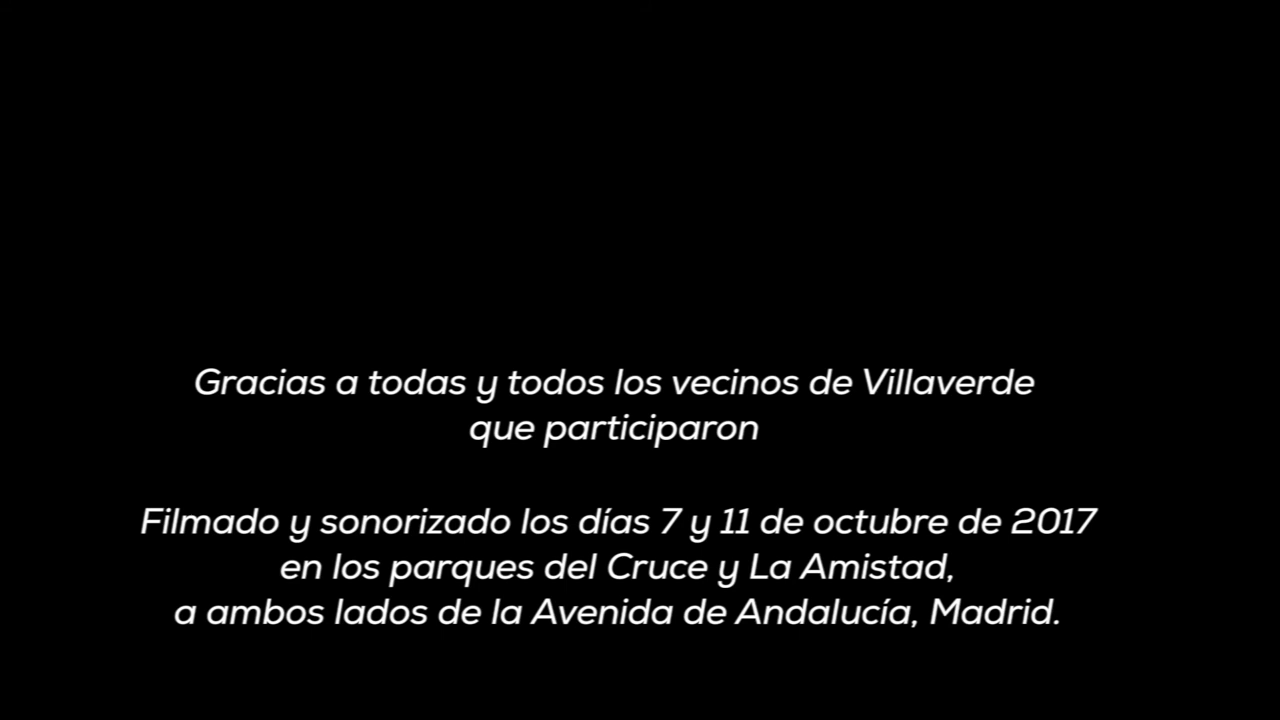 Gracias a todas y todos los vecinos de Villaverde
que participaron
Filmado y sonorizado los días 7 y 11 de octubre de 2017
en los parques del Cruce y La Amistad,
a ambos lados de la Avenida de Andalucía, Madrid.